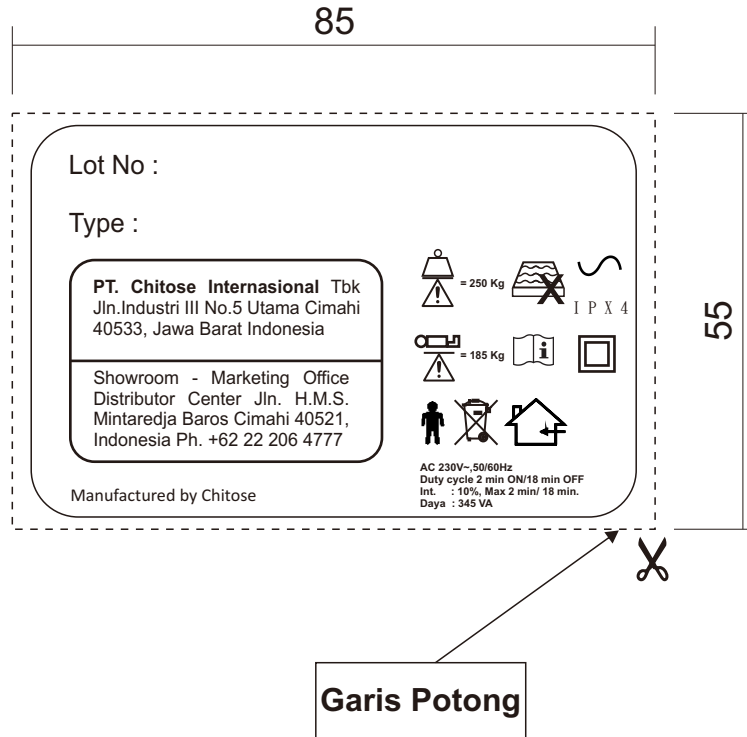 85
55
Lot No :
Type :
PT. Chitose Internasional Tbk
Jln.Industri III No.5 Utama Cimahi
40533, Jawa Barat Indonesia
Showroom - Marketing Office
Distributor Center Jln. H.M.S.
Mintaredja Baros Cimahi 40521,
Indonesia Ph. +62 22 206 4777
Manufactured by Chitose
= 250 Kg
IPX4
= 185 Kg
i
AC 230V~,50/60Hz
Duty cycle 2 min ON/18 min OFF
Int. : 10%, Max 2 min/ 18 min.
Daya : 345 VA
Garis Potong